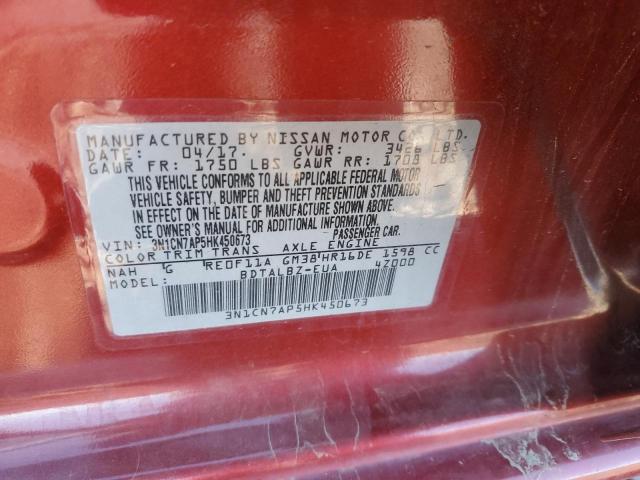 MANUFACTURED BY NISSAN MOTOR CO., LTD.
DATE: 04/17. GVWR: LBS
GAWR FR: 1750 LBS GAWR RR: 1708 LBS
THIS VEHICLE CONFORMS TO ALL APPLICABLE FEDERAL MOTOR
VEHICLE SAFETY, BUMPER AND THEFT PREVENTION STANDARDS
IN EFFECT ON THE DATE OF MANUFACTURE SHOWN ABOVE.
SEE OWNER'S MANUAL FOR ADDITIONAL INFORMATION
VIN: 3N1CN7AP5HK450673 PASSENGER CAR.
COLOR TRIM TRANS AXLE ENGINE
NAH G RE0F11A GM38 HR16DE 1598 CC
MODEL: BDTALBZ-EUA 4Z000
3N1CN7AP5HK450673